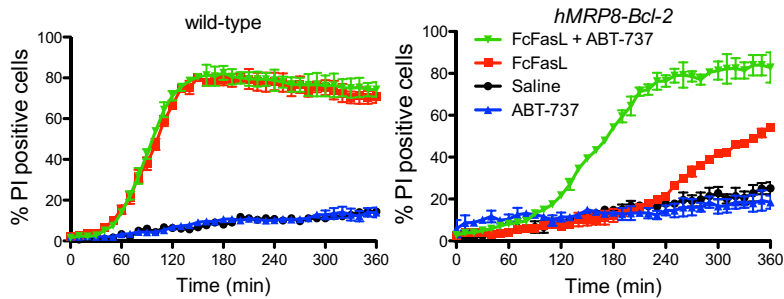 wild-type
% PI positive cells
100
80
60
40
20
0
0 60 120 180 240 300 360
Time (min)
hMRP8-Bcl-2
FcFasL + ABT-737
FcFasL
Saline
ABT-737
% PI positive cells
100
80
60
40
20
0
0 60 120 180 240 300 360
Time (min)